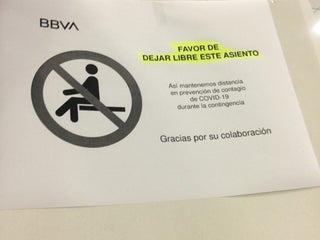 BBVA
FAVOR DE
DEJAR LIBRE ESTE ASIENTO
Así mantenemos distancia
en prevención de contagio
de COVID-19
durante la contingencia
Gracias por su colaboración